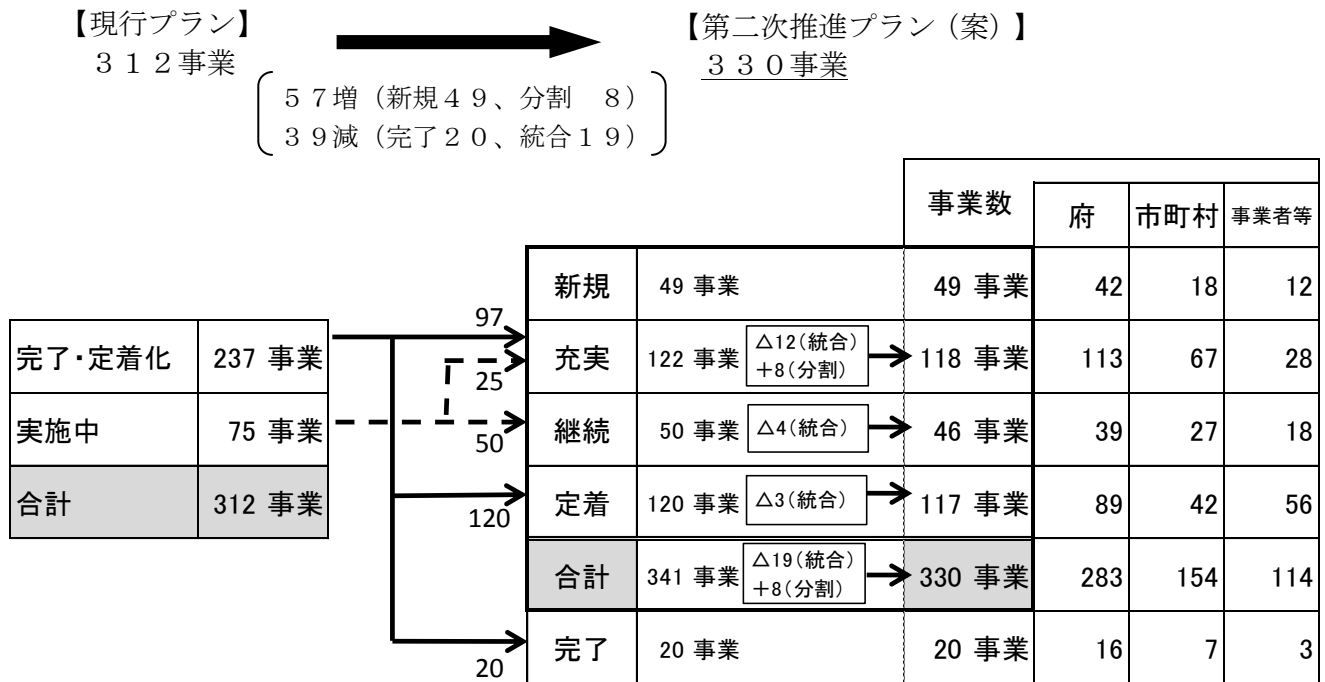 【現行プラン】
３１２事業
【第二次推進プラン（案）】
３３０事業
５７増（新規４９、分割　８）
３９減（完了２０、統合１９）
事業数
府
市町村
事業者等
新規
49 事業
49 事業
42
18
12
完了・定着化
237 事業
97
25
充実
122 事業
△12（統合）
＋8（分割）
118 事業
113
67
28
実施中
75 事業
50
継続
50 事業
△4（統合）
46 事業
39
27
18
合計
312 事業
120
定着
120 事業
△3（統合）
117 事業
89
42
56
合計
341 事業
△19（統合）
＋8（分割）
330 事業
283
154
114
20
完了
20 事業
20 事業
16
7
3